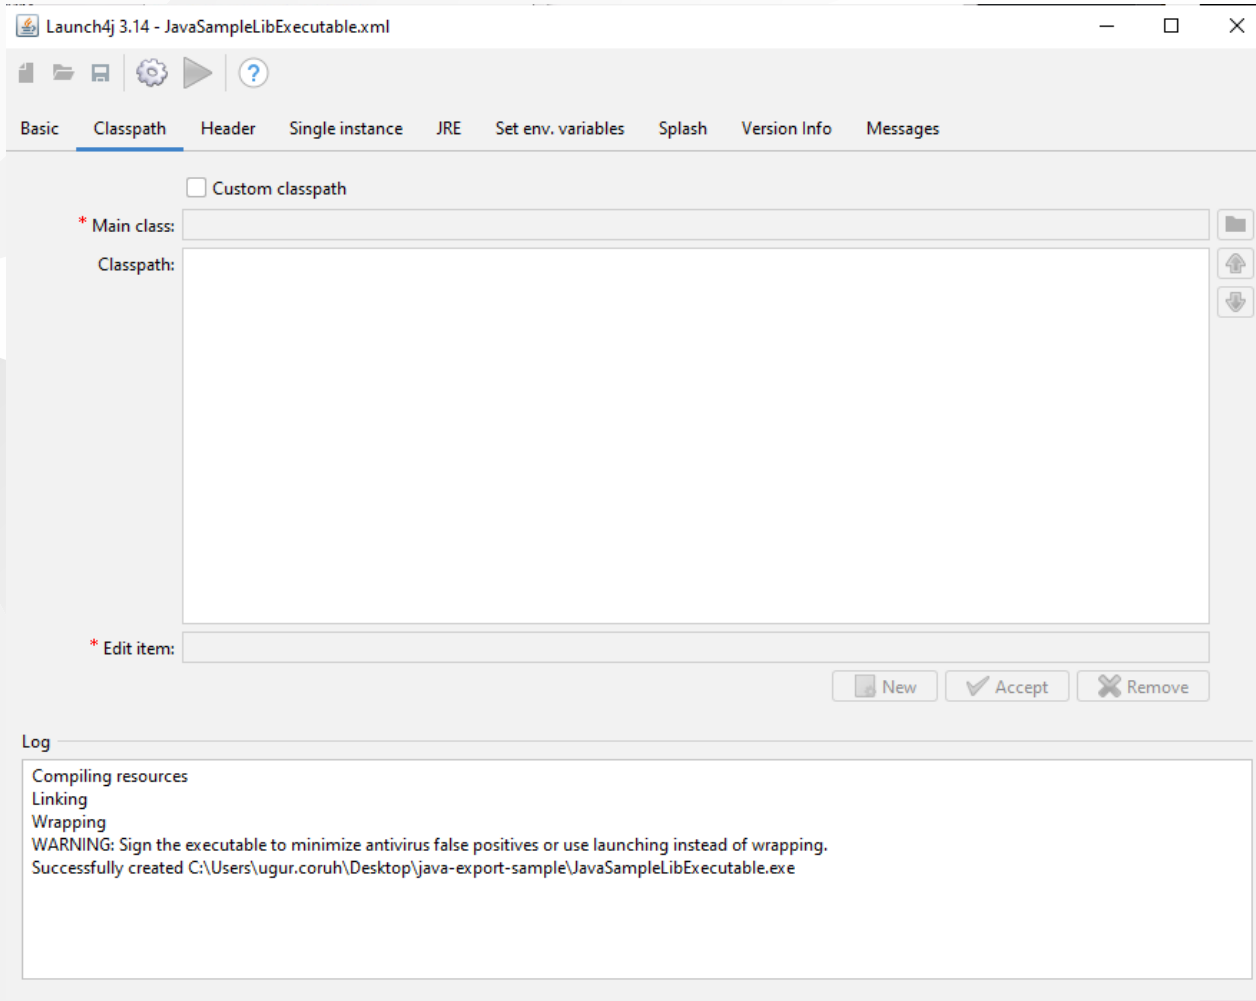 Launch4j 3.14 - JavaSampleLibExecutable.xml
Basic Classpath Header Single instance JRE Set env. variables Splash Version Info Messages
Custom classpath
* Main class:
Classpath:
* Edit item:
New Accept Remove
Log
Compiling resources
Linking
Wrapping
WARNING: Sign the executable to minimize antivirus false positives or use launching instead of wrapping.
Successfully created C:\Users\ugur.coruh\Desktop\java-export-sample\JavaSampleLibExecutable.exe